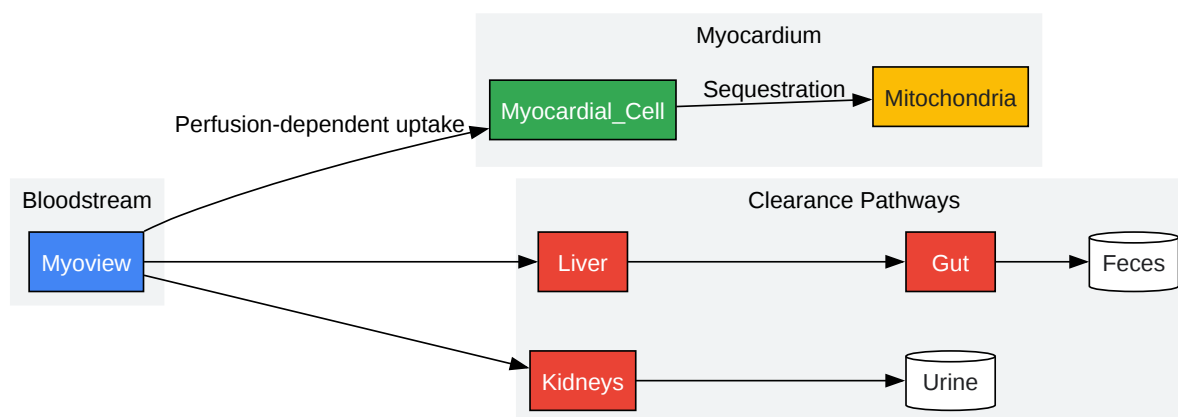 Myocardium
Myocardial_Cell
Sequestration
Mitochondria
Perfusion-dependent uptake
Bloodstream
Myoview
Clearance Pathways
Liver
Gut
Feces
Kidneys
Urine